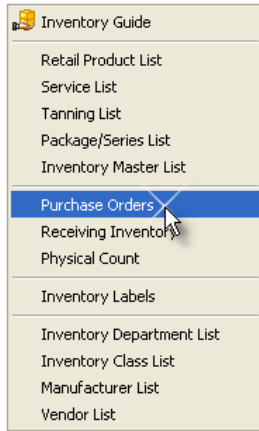 Inventory Guide
Retail Product List
Service List
Tanning List
Package/Series List
Inventory Master List
Purchase Orders
Receiving Inventory
Physical Count
Inventory Labels
Inventory Department List
Inventory Class List
Manufacturer List
Vendor List